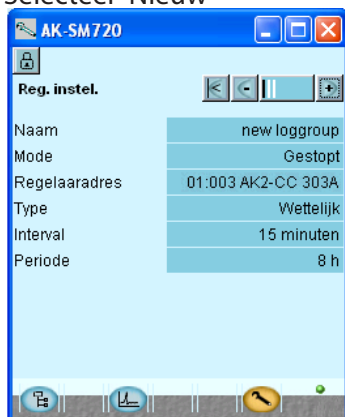 Selecteer Nieuw
AK-SM720
Reg. instel.
Naam new loggroup
Mode Gestopt
Regelaaradres 01:003 AK2-CC 303A
Type Wettelijk
Interval 15 minuten
Periode 8 h